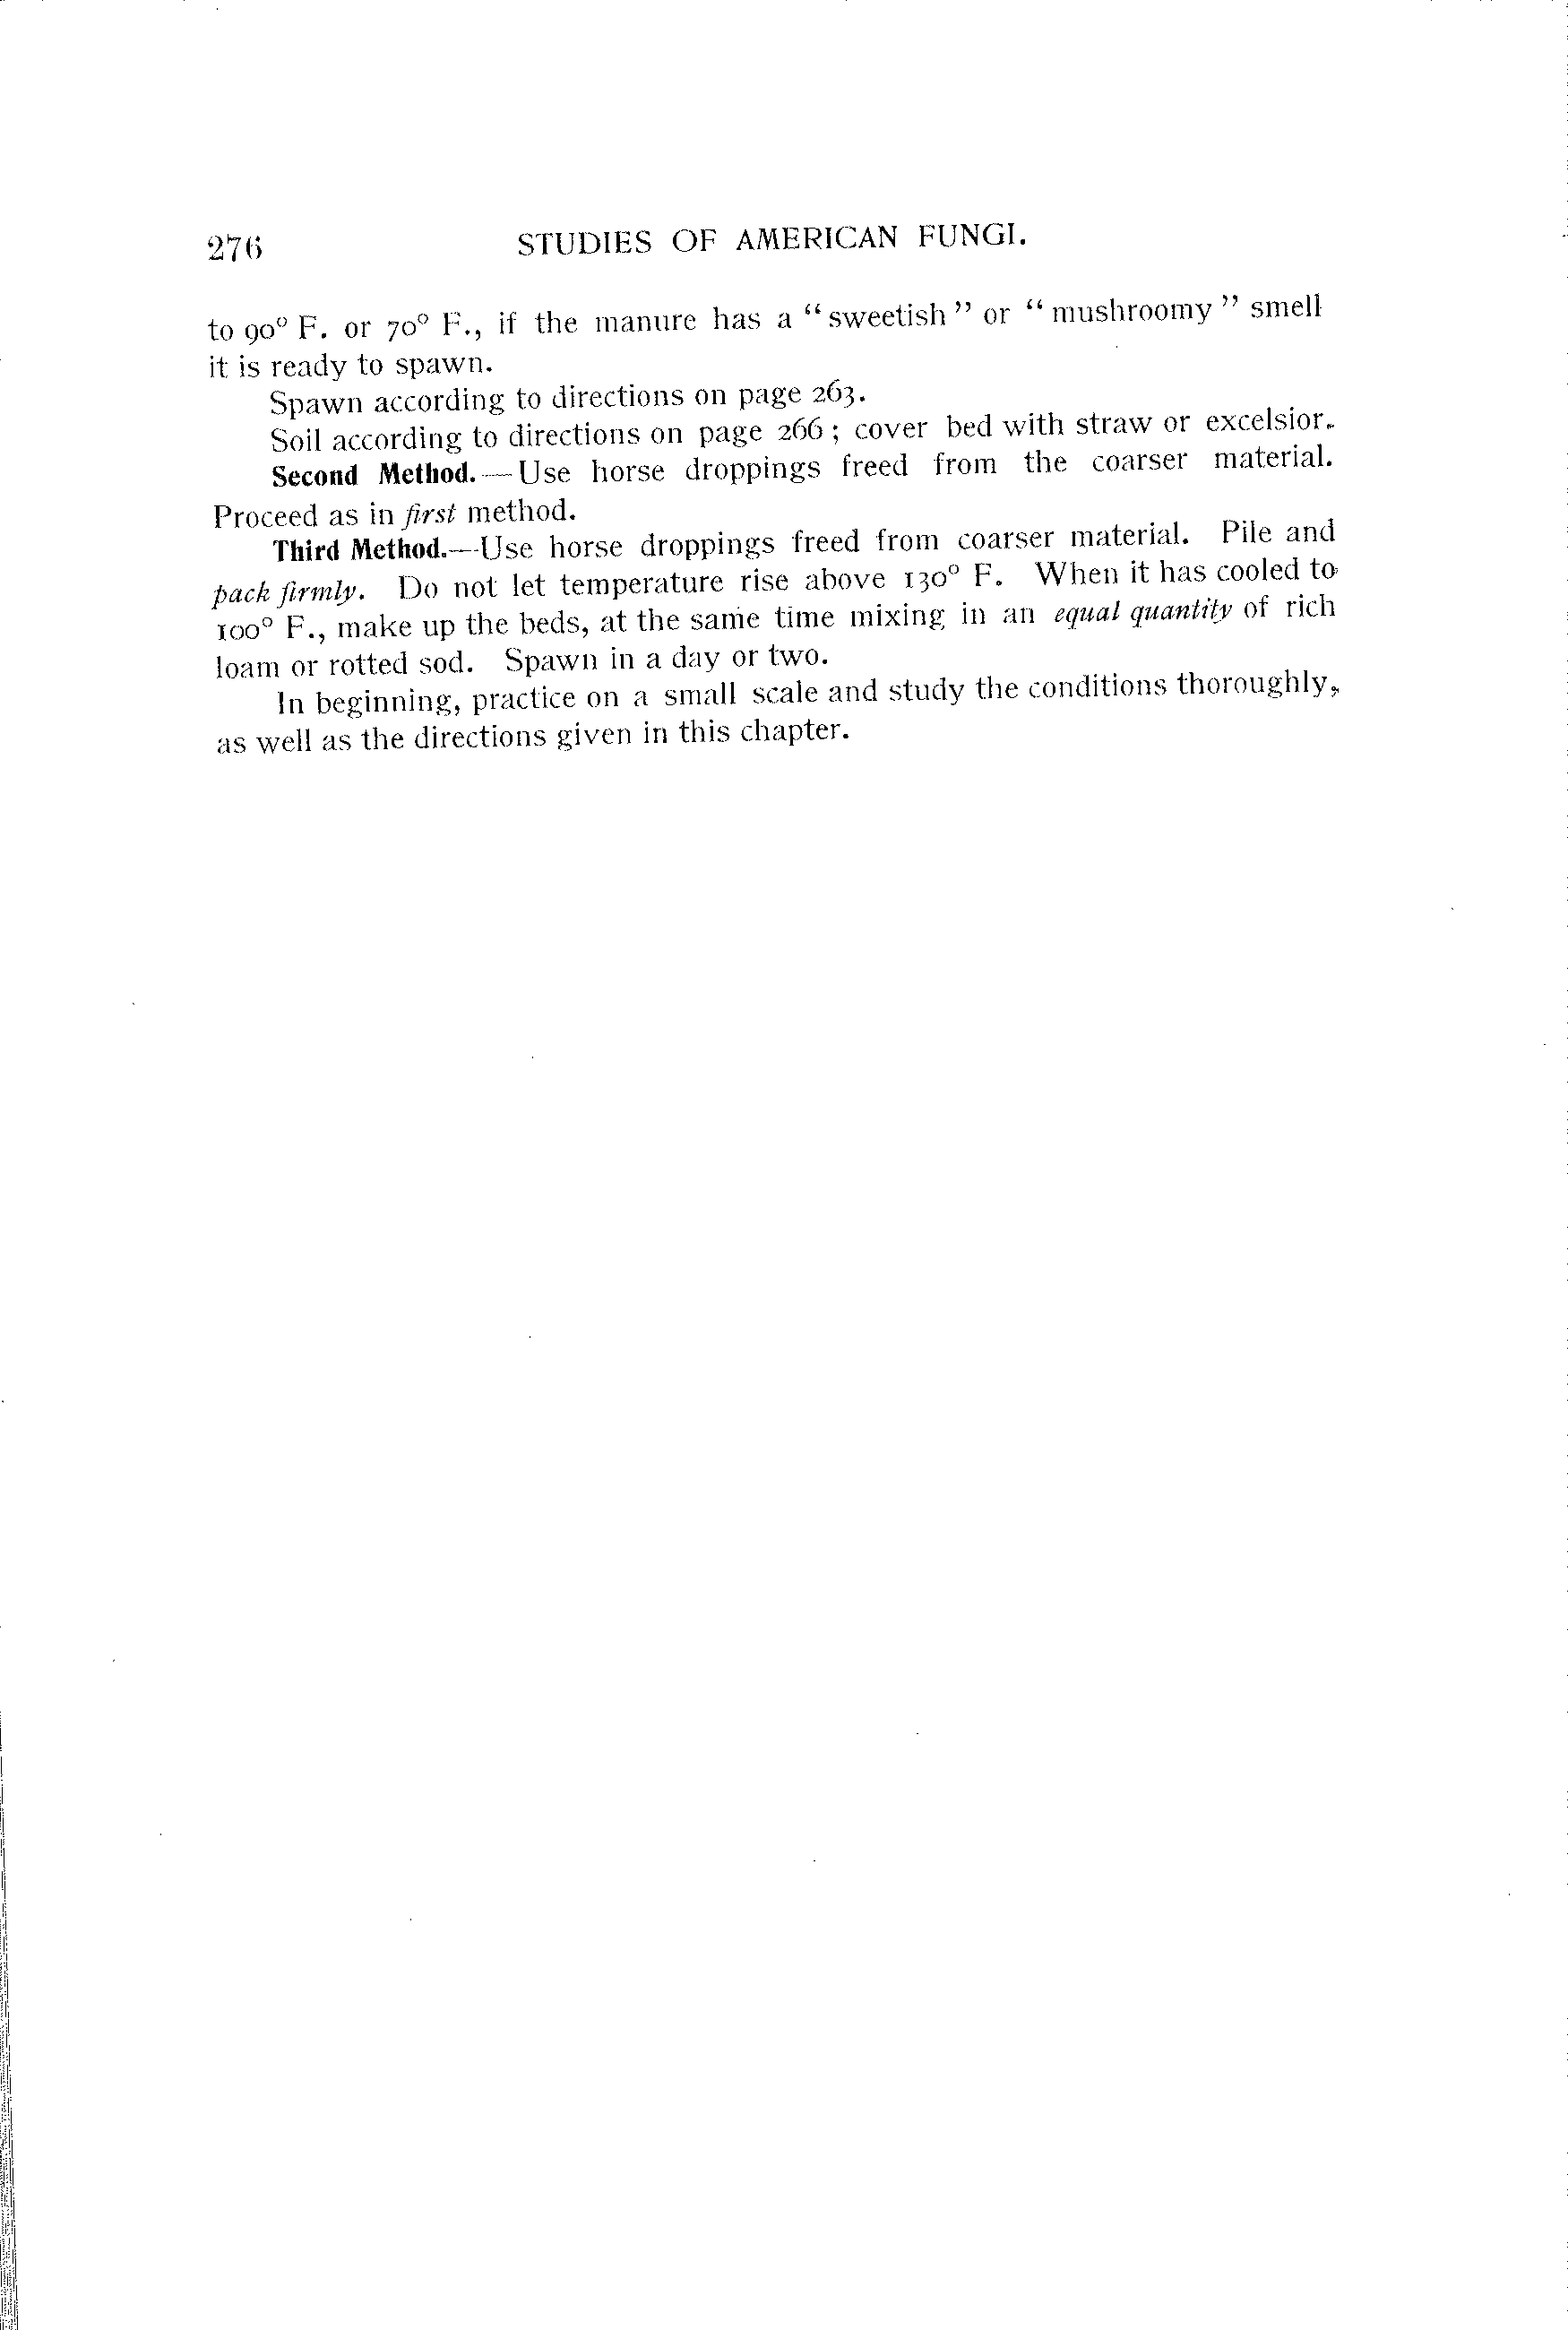 276 STUDIES OF AMERICAN FUNGI.
to 90° F. or 70° F., if the manure has a “sweetish” or “mushroomy” smell
it is ready to spawn.
Spawn according to directions on page 263.
Soil according to directions on page 266; cover bed with straw or excelsior.
Second Method.—Use horse droppings freed from the coarser material.
Proceed as in first method.
Third Method.—Use horse droppings freed from coarser material. Pile and
pack firmly. Do not let temperature rise above 130° F. When it has cooled to
100° F., make up the beds, at the same time mixing in an equal quantity of rich
loam or rotted sod. Spawn in a day or two.
In beginning, practice on a small scale and study the conditions thoroughly,
as well as the directions given in this chapter.